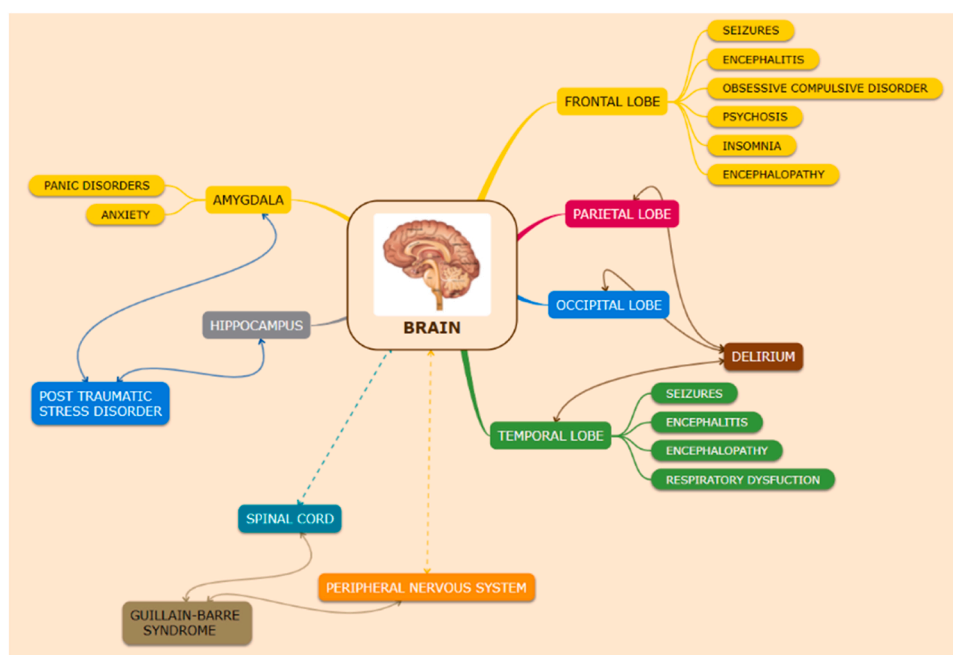 SEIZURES
ENCEPHALITIS
FRONTAL LOBE
OBSESSIVE COMPULSIVE DISORDER
PSYCHOSIS
INSOMNIA
ENCEPHALOPATHY
PANIC DISORDERS
AMYGDALA
ANXIETY
PARIETAL LOBE
OCCIPITAL LOBE
HIPPOCAMPUS
BRAIN
DELIRIUM
POST TRAUMATIC
STRESS DISORDER
TEMPORAL LOBE
SEIZURES
ENCEPHALITIS
ENCEPHALOPATHY
RESPIRATORY DYSFUCTION
SPINAL CORD
PERIPHERAL NERVOUS SYSTEM
GUILLAIN-BARRE
SYNDROME